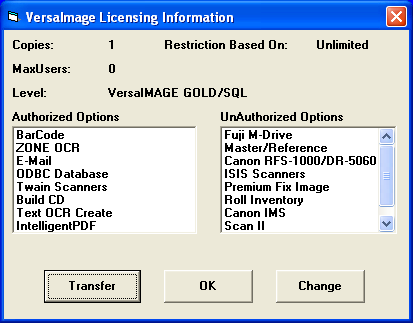 VersaImage Licensing Information
Copies: 1 Restriction Based On: Unlimited
MaxUsers: 0
Level: VersaIMAGE GOLD/SQL
Authorized Options UnAuthorized Options
BarCode
ZONE OCR
E-Mail
ODBC Database
Twain Scanners
Build CD
Text OCR Create
IntelligentPDF
Fuji M-Drive
Master/Reference
Canon RFS-1000/DR-5060
ISIS Scanners
Premium Fix Image
Roll Inventory
Canon IMS
Scan II
Transfer OK Change